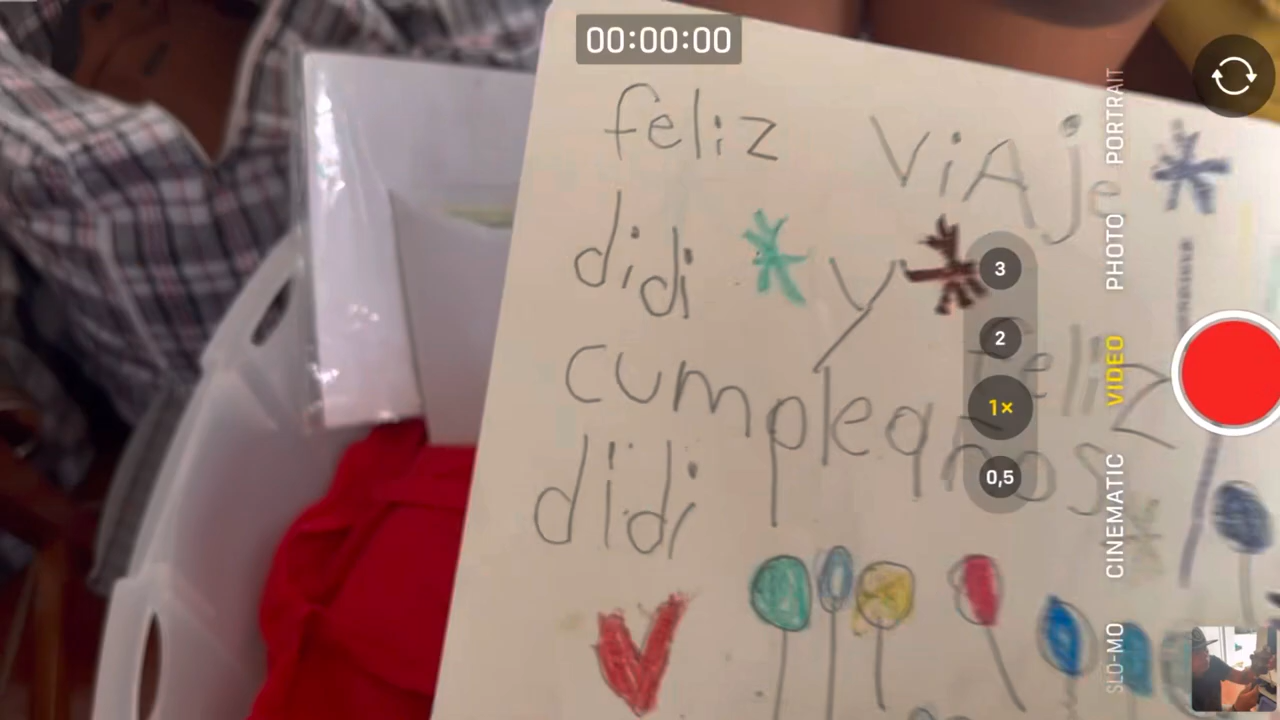 00:00:00
feliz viAje
didi y
feliz
cumpleaños
didi
3
2
1×
0,5
PORTRAIT
PHOTO
VIDEO
CINEMATIC
SLO-MO